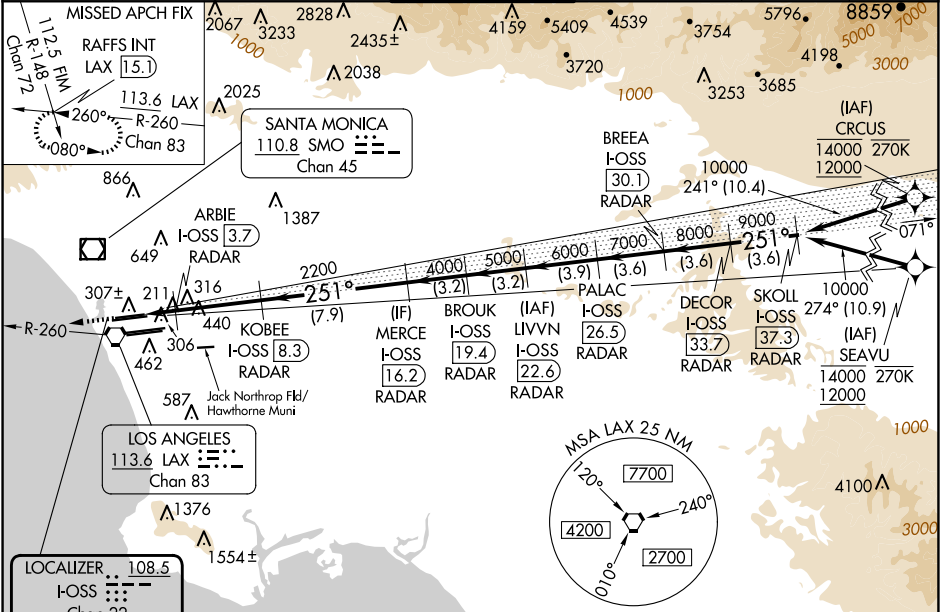 MISSED APCH FIX
112.5 FIM
R-148
Chan 72
RAFFS INT
LAX 15.1
113.6 LAX
260°
R-260
Chan 83
080°
2067
3233
2828
2435±
4159
5409
4539
3754
5796
8859
7000
5000
4198
3000
1000
2038
3720
3253
3685
1000
2025
SANTA MONICA
110.8 SMO
Chan 45
866
1387
649
BREEA
I-OSS
30.1
RADAR
10000
241° (10.4)
(IAF)
CRCUS
14000 270K
12000
071°
ARBIE
I-OSS 3.7
RADAR
2200
251°
(7.9)
4000
(3.2)
5000
(3.2)
6000
(3.9)
7000
(3.6)
8000
(3.6)
9000
251°
(3.6)
10000
274° (10.9)
(IAF)
SEAVU
14000 270K
12000
307±
211
316
440
306
462
R-260
KOBEE
I-OSS 8.3
RADAR
(IF)
MERCE
I-OSS
16.2
RADAR
BROUK
I-OSS
19.4
RADAR
(IAF)
LIVVN
I-OSS
22.6
RADAR
PALAC
I-OSS
26.5
RADAR
DECOR
I-OSS
33.7
RADAR
SKOLL
I-OSS
37.3
RADAR
Jack Northrop Fld/
Hawthorne Muni
587
LOS ANGELES
113.6 LAX
Chan 83
1376
1554±
MSA LAX 25 NM
120°
7700
240°
4200
2700
010°
1000
4100
3000
LOCALIZER 108.5
I-OSS
Chan 22